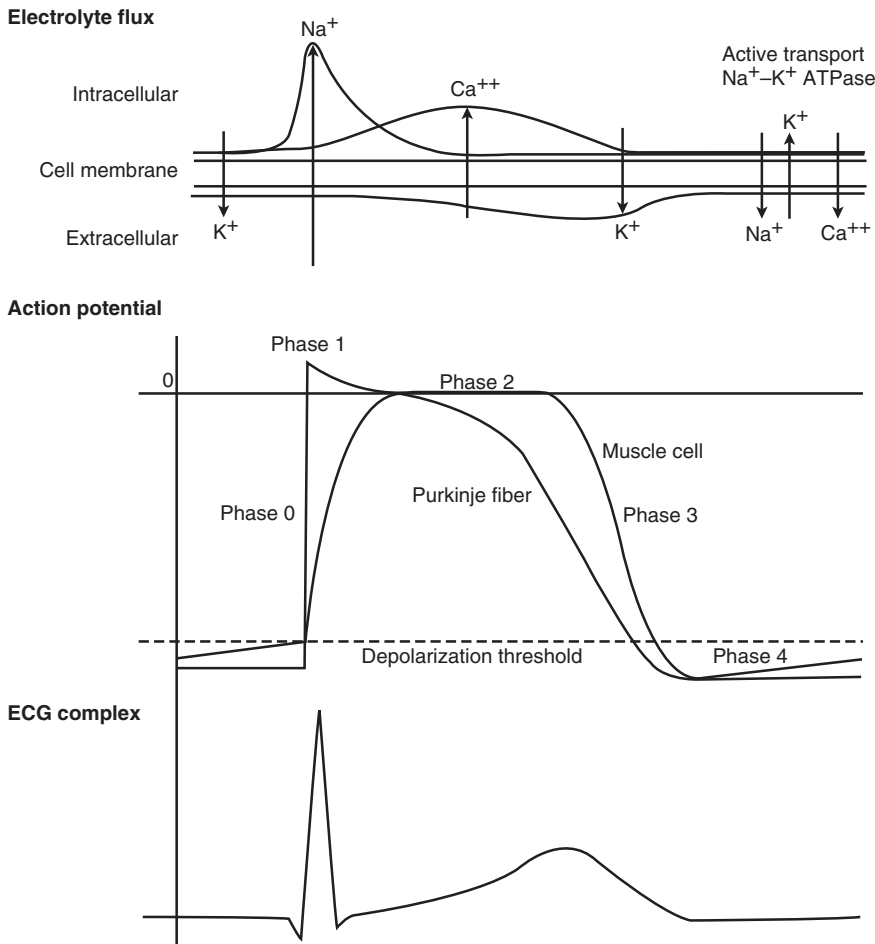 Electrolyte flux
Na+
Active transport
Na+–K+ ATPase
Intracellular
Ca++
K+
Cell membrane
Extracellular
K+
K+
Na+
Ca++
Action potential
Phase 1
0
Phase 2
Muscle cell
Purkinje fiber
Phase 0
Phase 3
Depolarization threshold
Phase 4
ECG complex